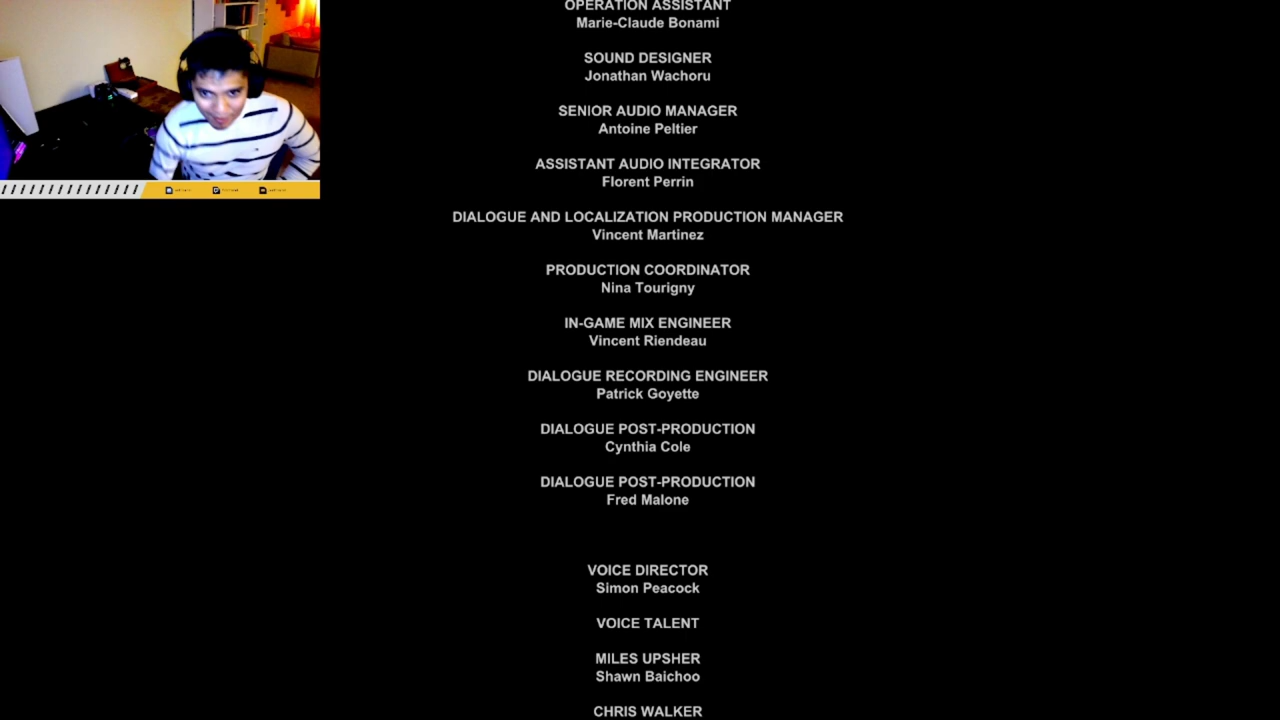 OPERATION ASSISTANT
Marie-Claude Bonami
SOUND DESIGNER
Jonathan Wachoru
SENIOR AUDIO MANAGER
Antoine Peltier
ASSISTANT AUDIO INTEGRATOR
Florent Perrin
DIALOGUE AND LOCALIZATION PRODUCTION MANAGER
Vincent Martinez
PRODUCTION COORDINATOR
Nina Tourigny
IN-GAME MIX ENGINEER
Vincent Riendeau
DIALOGUE RECORDING ENGINEER
Patrick Goyette
DIALOGUE POST-PRODUCTION
Cynthia Cole
DIALOGUE POST-PRODUCTION
Fred Malone
VOICE DIRECTOR
Simon Peacock
VOICE TALENT
MILES UPSHER
Shawn Baichoo
CHRIS WALKER